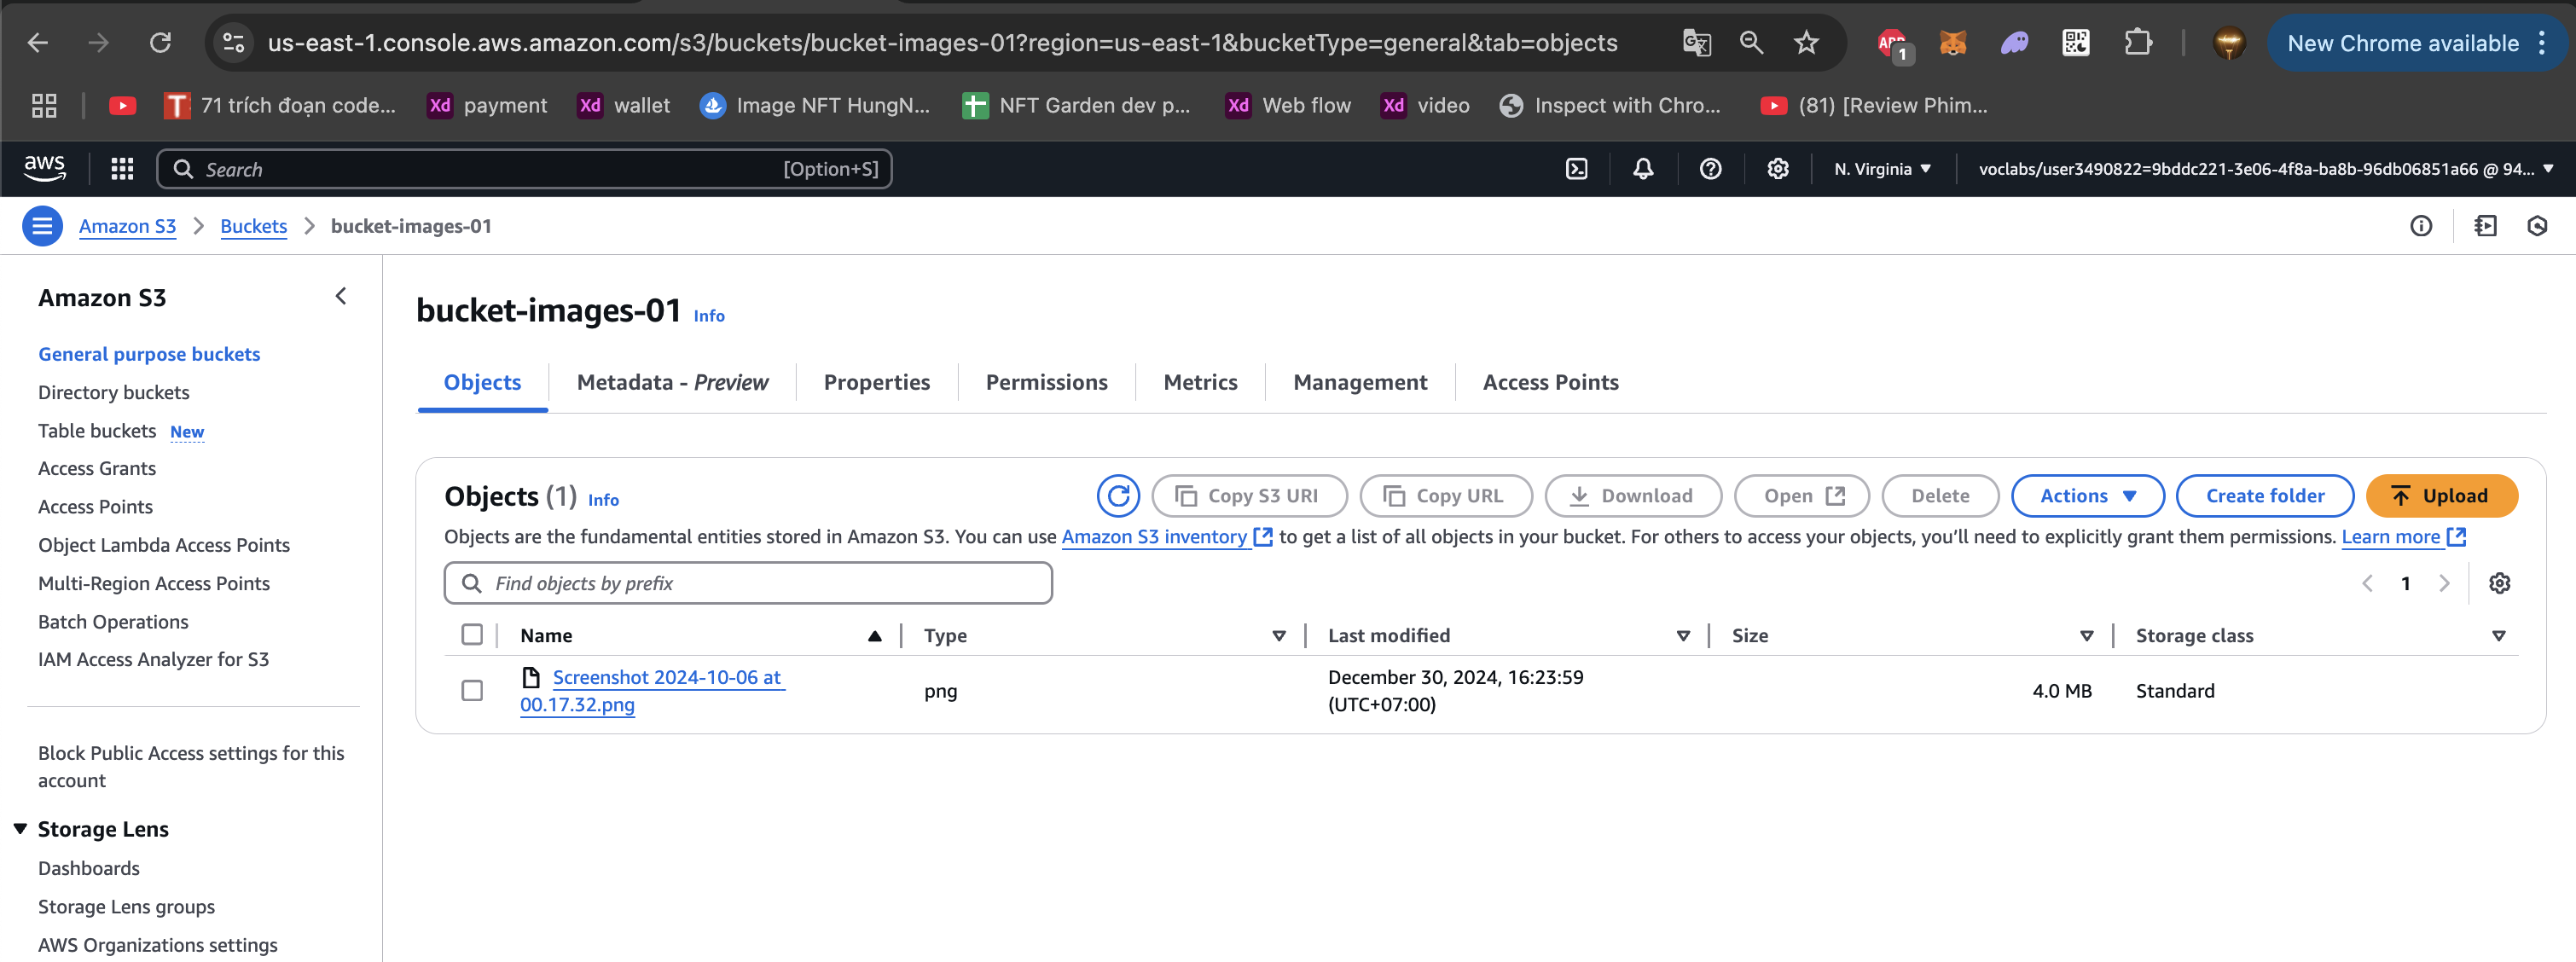 us-east-1.console.aws.amazon.com/s3/buckets/bucket-images-01?region=us-east-1&bucketType=general&tab=objects
ABP
1
New Chrome available
71 trích đoạn code...
Xd payment
Xd wallet
Image NFT HungN...
NFT Garden dev p...
Xd Web flow
Xd video
Inspect with Chro...
(81) [Review Phim...
aws
Search
[Option+S]
N. Virginia
voclabs/user3490822=9bddc221-3e06-4f8a-ba8b-96db06851a66 @ 94...
Amazon S3
Buckets
bucket-images-01
Amazon S3
General purpose buckets
Directory buckets
Table buckets New
Access Grants
Access Points
Object Lambda Access Points
Multi-Region Access Points
Batch Operations
IAM Access Analyzer for S3
Block Public Access settings for this
account
Storage Lens
Dashboards
Storage Lens groups
AWS Organizations settings
bucket-images-01 Info
Objects
Metadata - Preview
Properties
Permissions
Metrics
Management
Access Points
Objects (1) Info
Copy S3 URI
Copy URL
Download
Open
Delete
Actions
Create folder
Upload
Objects are the fundamental entities stored in Amazon S3. You can use Amazon S3 inventory to get a list of all objects in your bucket. For others to access your objects, you'll need to explicitly grant them permissions. Learn more
Find objects by prefix
1
Name
Type
Last modified
Size
Storage class
Screenshot 2024-10-06 at
00.17.32.png
png
December 30, 2024, 16:23:59
(UTC+07:00)
4.0 MB
Standard